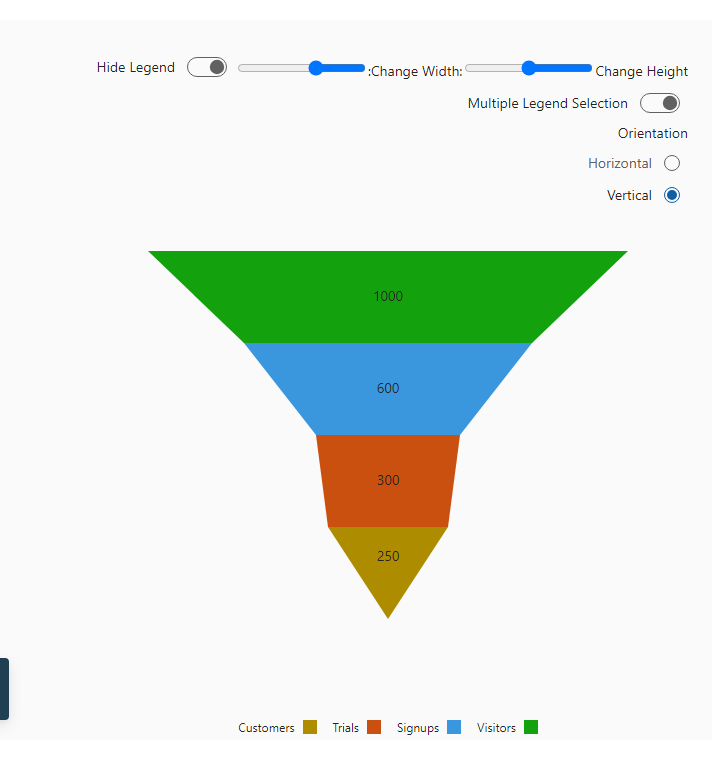 Hide Legend :Change Width: Change Height
Multiple Legend Selection
Orientation
Horizontal
Vertical
1000
600
300
250
Customers Trials Signups Visitors